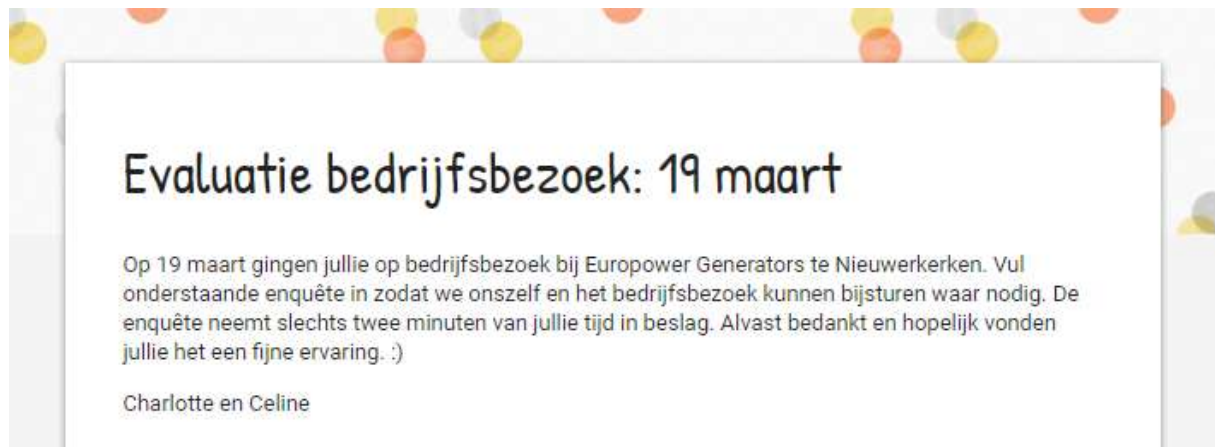 Evaluatie bedrijfsbezoek: 19 maart
Op 19 maart gingen jullie op bedrijfsbezoek bij Europower Generators te Nieuwerkerken. Vul
onderstaande enquête in zodat we onszelf en het bedrijfsbezoek kunnen bijsturen waar nodig. De
enquête neemt slechts twee minuten van jullie tijd in beslag. Alvast bedankt en hopelijk vonden
jullie het een fijne ervaring. :)
Charlotte en Celine